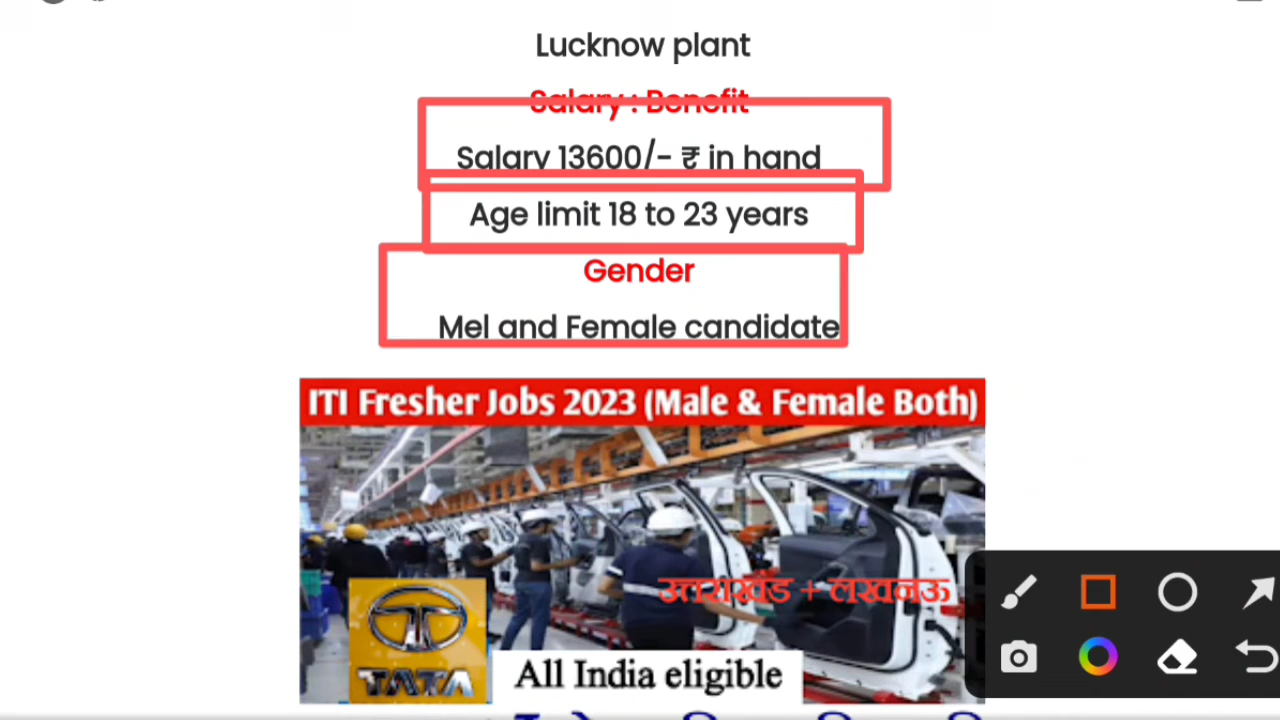 Lucknow plant
Salary : Benefit
Salary 13600/- ₹ in hand
Age limit 18 to 23 years
Gender
Mel and Female candidate
ITI Fresher Jobs 2023 (Male & Female Both)
उत्तराखंड + लखनऊ
TATA
All India eligible